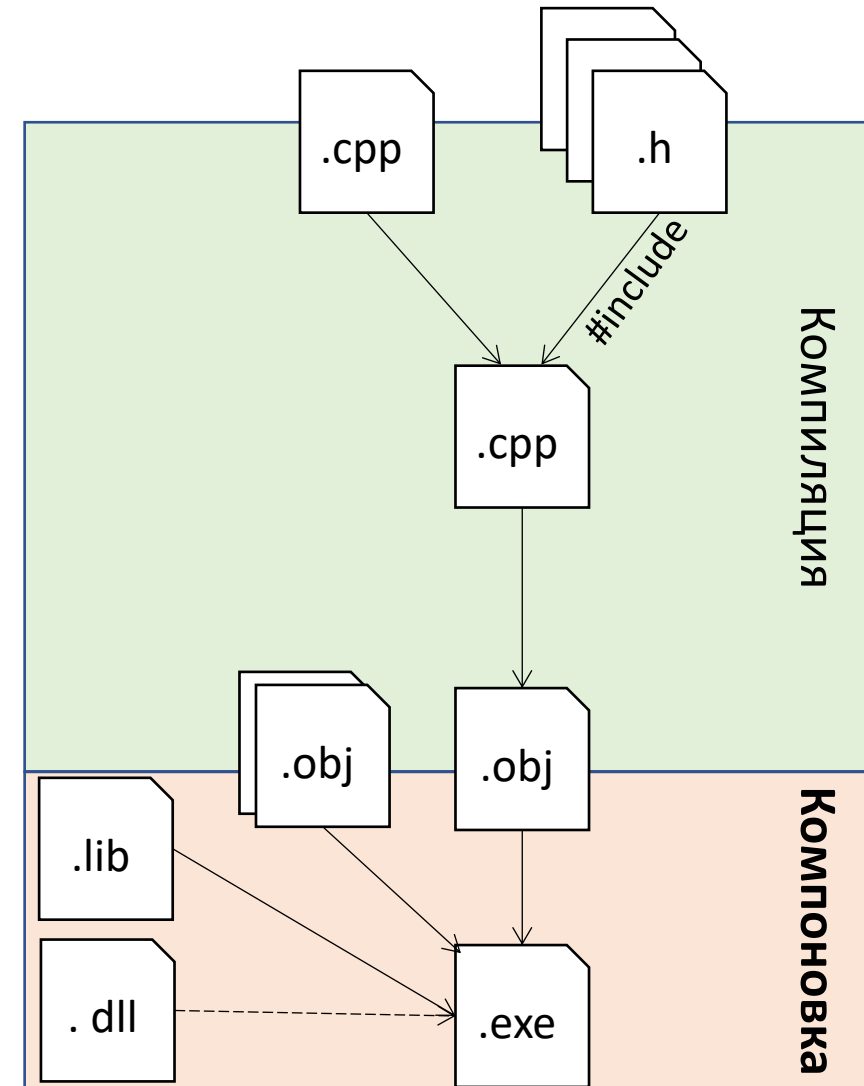 .cpp
.h
#include
.cpp
Компиляция
.obj
.obj
Компоновка
.lib
. dll
.exe